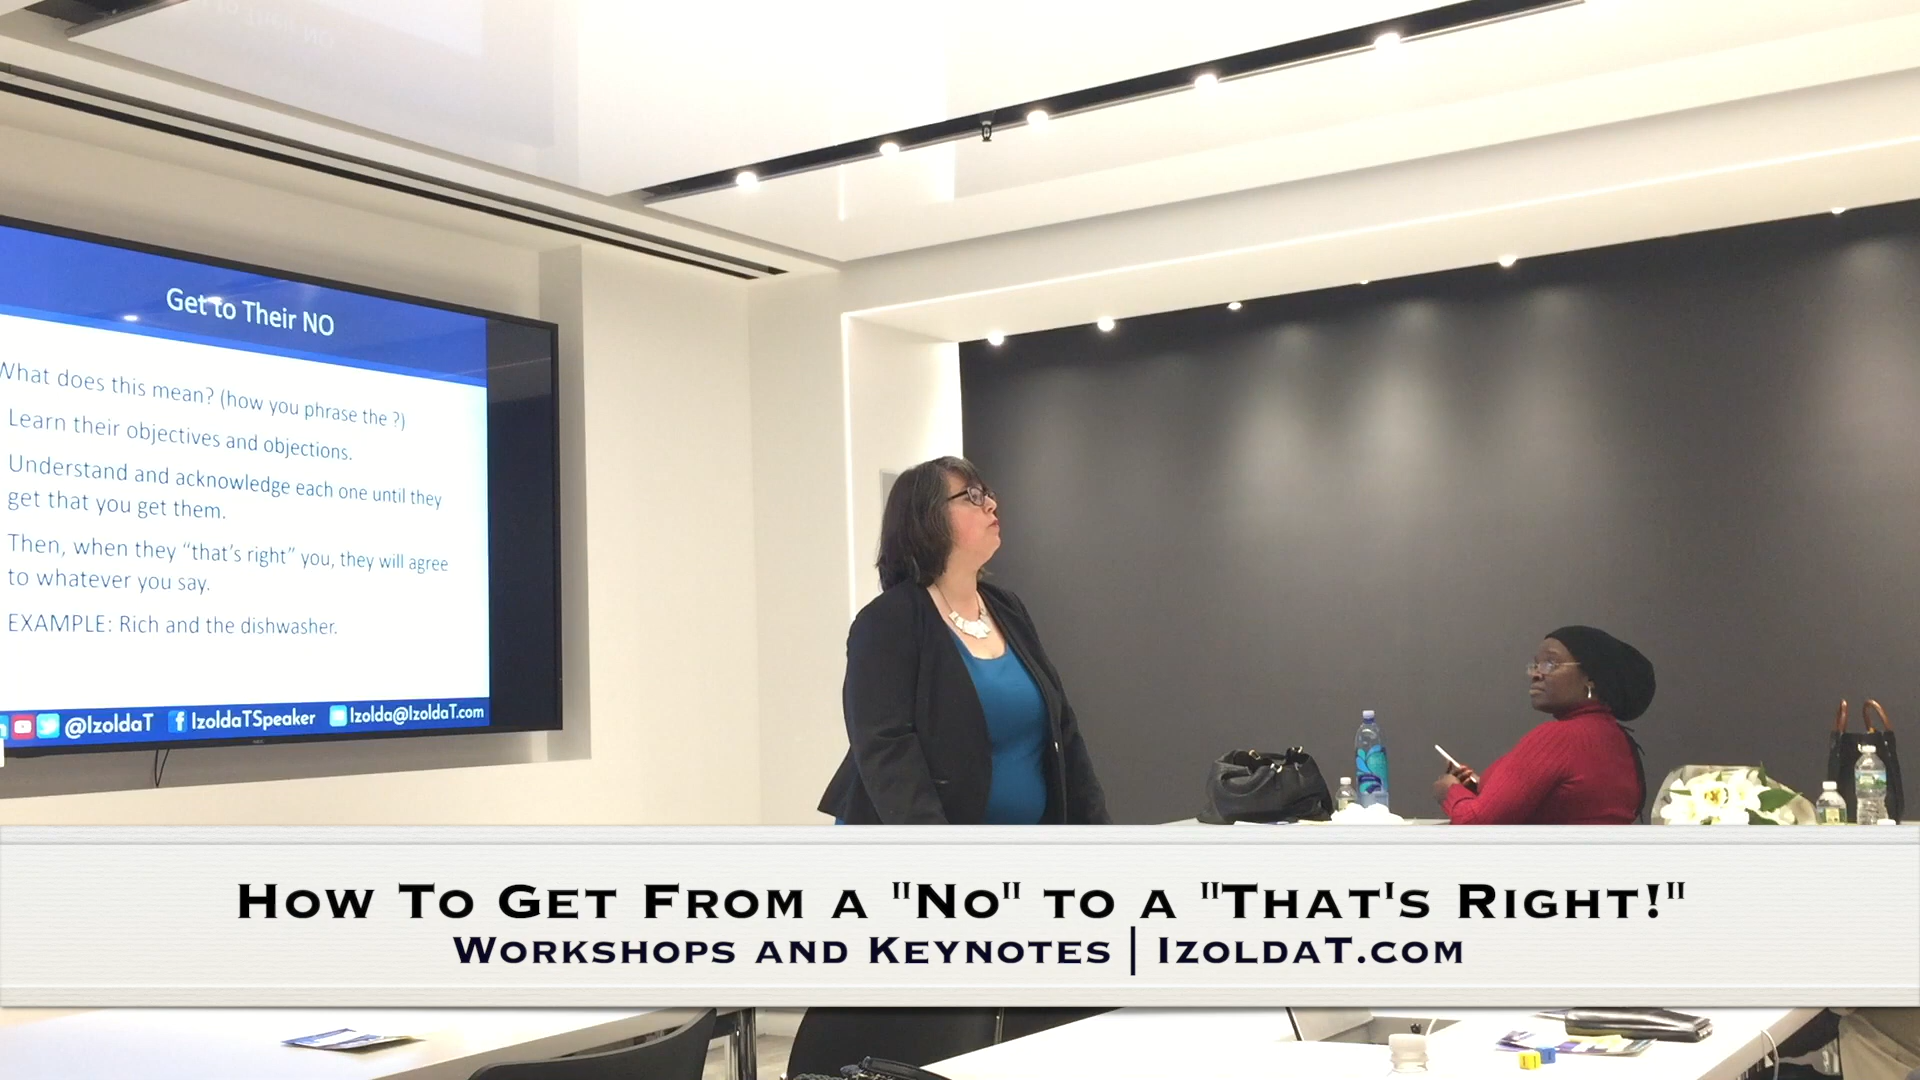 Get to Their NO
What does this mean? (how you phrase the ?)
Learn their objectives and objections.
Understand and acknowledge each one until they
get that you get them.
Then, when they “that’s right” you, they will agree
to whatever you say.
EXAMPLE: Rich and the dishwasher.
@IzoldaT IzoldaTSpeaker Izolda@IzoldaT.com
How To Get From a "No" to a "That's Right!"
Workshops and Keynotes | IzoldaT.com